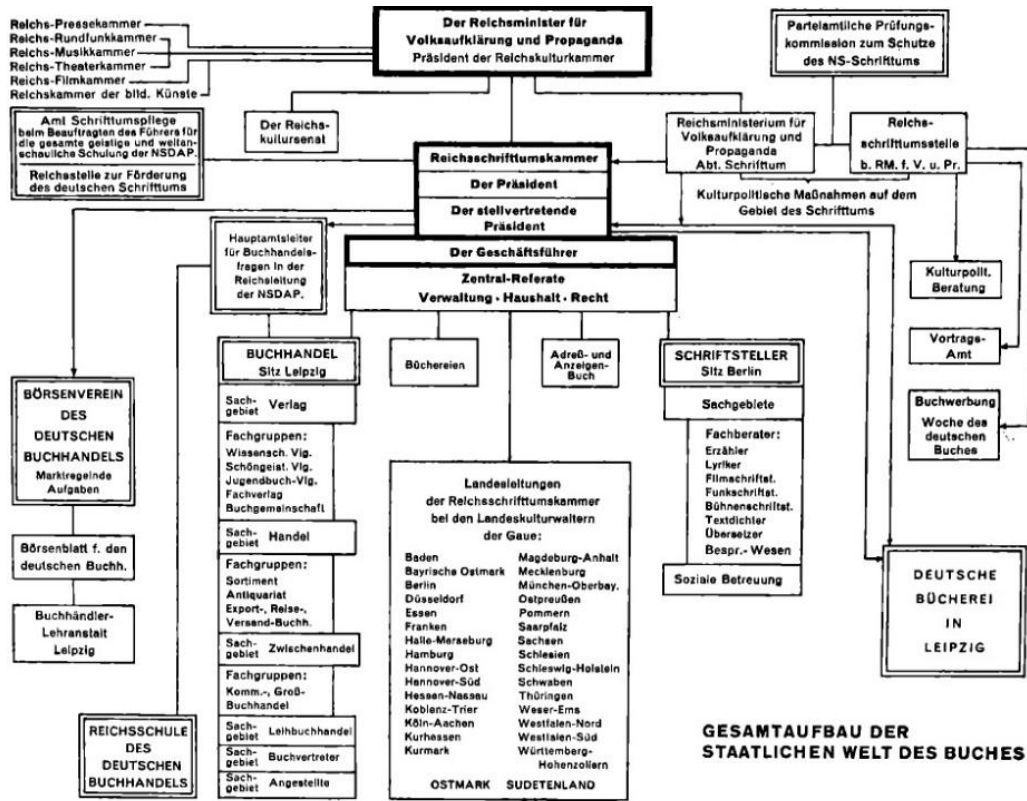 Reichs-Pressekammer
Reichs-Rundfunkkammer
Reichs-Musikkammer
Reichs-Theaterkammer
Reichs-Filmkammer
Reichskammer der bild. Künste
Der Reichsminister für
Volksaufklärung und Propaganda
Präsident der Reichskulturkammer
Parteiamtliche Prüfungs-
kommission zum Schutze
des NS-Schrifttums
Amt Schrifttumspflege
beim Beauftragten des Führers für
die gesamte geistige und weltan-
schauliche Schulung der NSDAP.
Reichsstelle zur Förderung
des deutschen Schrifttums
Der Reichs-
kultursenat
Reichsministerium für
Volksaufklärung und
Propaganda
Abt. Schrifttum
Reichs-
schrifttumsstelle
b. RM. f. V. u. Pr.
Kulturpolitische Maßnahmen auf dem
Gebiet des Schrifttums
Reichsschrifttumskammer
Der Präsident
Der stellvertretende
Präsident
Der Geschäftsführer
Zentral-Referate
Verwaltung · Haushalt · Recht
Hauptamtsleiter
für Buchhandels-
fragen in der
Reichsleitung
der NSDAP.
Kulturpolit.
Beratung
Vortrags-
Amt
Buchwerbung
Woche des
deutschen
Buches
BUCHHANDEL
Sitz Leipzig
Büchereien
Adreß- und
Anzeigen-
Buch
SCHRIFTSTELLER
Sitz Berlin
BÖRSENVEREIN
DES
DEUTSCHEN
BUCHHANDELS
Marktregelnde
Aufgaben
Börsenblatt f. den
deutschen Buchh.
Buchhändler-
Lehranstalt
Leipzig
REICHSSCHULE
DES
DEUTSCHEN
BUCHHANDELS
Sach-
gebiet Verlag
Fachgruppen:
Wissensch. Vlg.
Schöngeist. Vlg.
Jugendbuch-Vlg.
Fachverlag
Buchgemeinschaft
Sach-
gebiet Handel
Fachgruppen:
Sortiment
Antiquariat
Export-, Reise-,
Versand-Buchh.
Sach-
gebiet Zwischenhandel
Fachgruppen:
Komm.-, Groß-
Buchhandel
Sach-
gebiet Leihbuchhandel
Sach-
gebiet Buchvertreter
Sach-
gebiet Angestellte
Landesleitungen
der Reichsschrifttumskammer
bei den Landeskulturwaltern
der Gaue:
Baden
Bayrische Ostmark
Berlin
Düsseldorf
Essen
Franken
Halle-Merseburg
Hamburg
Hannover-Ost
Hannover-Süd
Hessen-Nassau
Koblenz-Trier
Köln-Aachen
Kurhessen
Kurmark
Magdeburg-Anhalt
Mecklenburg
München-Oberbay.
Ostpreußen
Pommern
Saarpfalz
Sachsen
Schlesien
Schleswig-Holstein
Schwaben
Thüringen
Weser-Ems
Westfalen-Nord
Westfalen-Süd
Württemberg-
Hohenzollern
OSTMARK SUDETENLAND
Sachgebiete
Fachberater:
Erzähler
Lyriker
Filmschriftst.
Funkschriftst.
Bühnenschriftst.
Textdichter
Übersetzer
Bespr.-Wesen
Soziale Betreuung
DEUTSCHE
BÜCHEREI
IN
LEIPZIG
GESAMTAUFBAU DER
STAATLICHEN WELT DES BUCHES